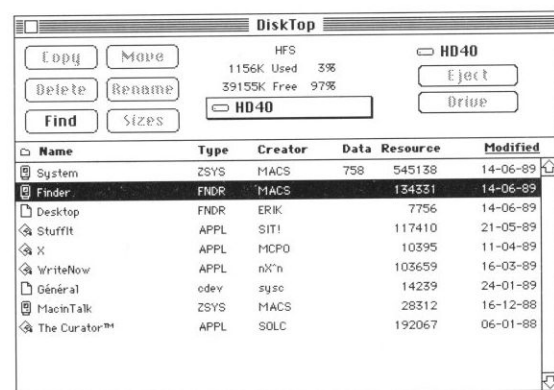 DiskTop
Copy Move
Delete Rename
Find Sizes
HFS
1156K Used 3%
39155K Free 97%
HD40
HD40
Eject
Drive
Name Type Creator Data Resource Modified
System ZSYS MACS 758 545138 14-06-89
Finder FNDR MACS 134331 14-06-89
Desktop FNDR ERIK 7756 14-06-89
StuffIt APPL SIT! 117410 21-05-89
X APPL MCPO 10395 11-04-89
WriteNow APPL nX^n 103659 16-03-89
Général cdev sysc 14239 24-01-89
MacinTalk ZSYS MACS 28312 16-12-88
The Curator™ APPL SOLC 192067 06-01-88